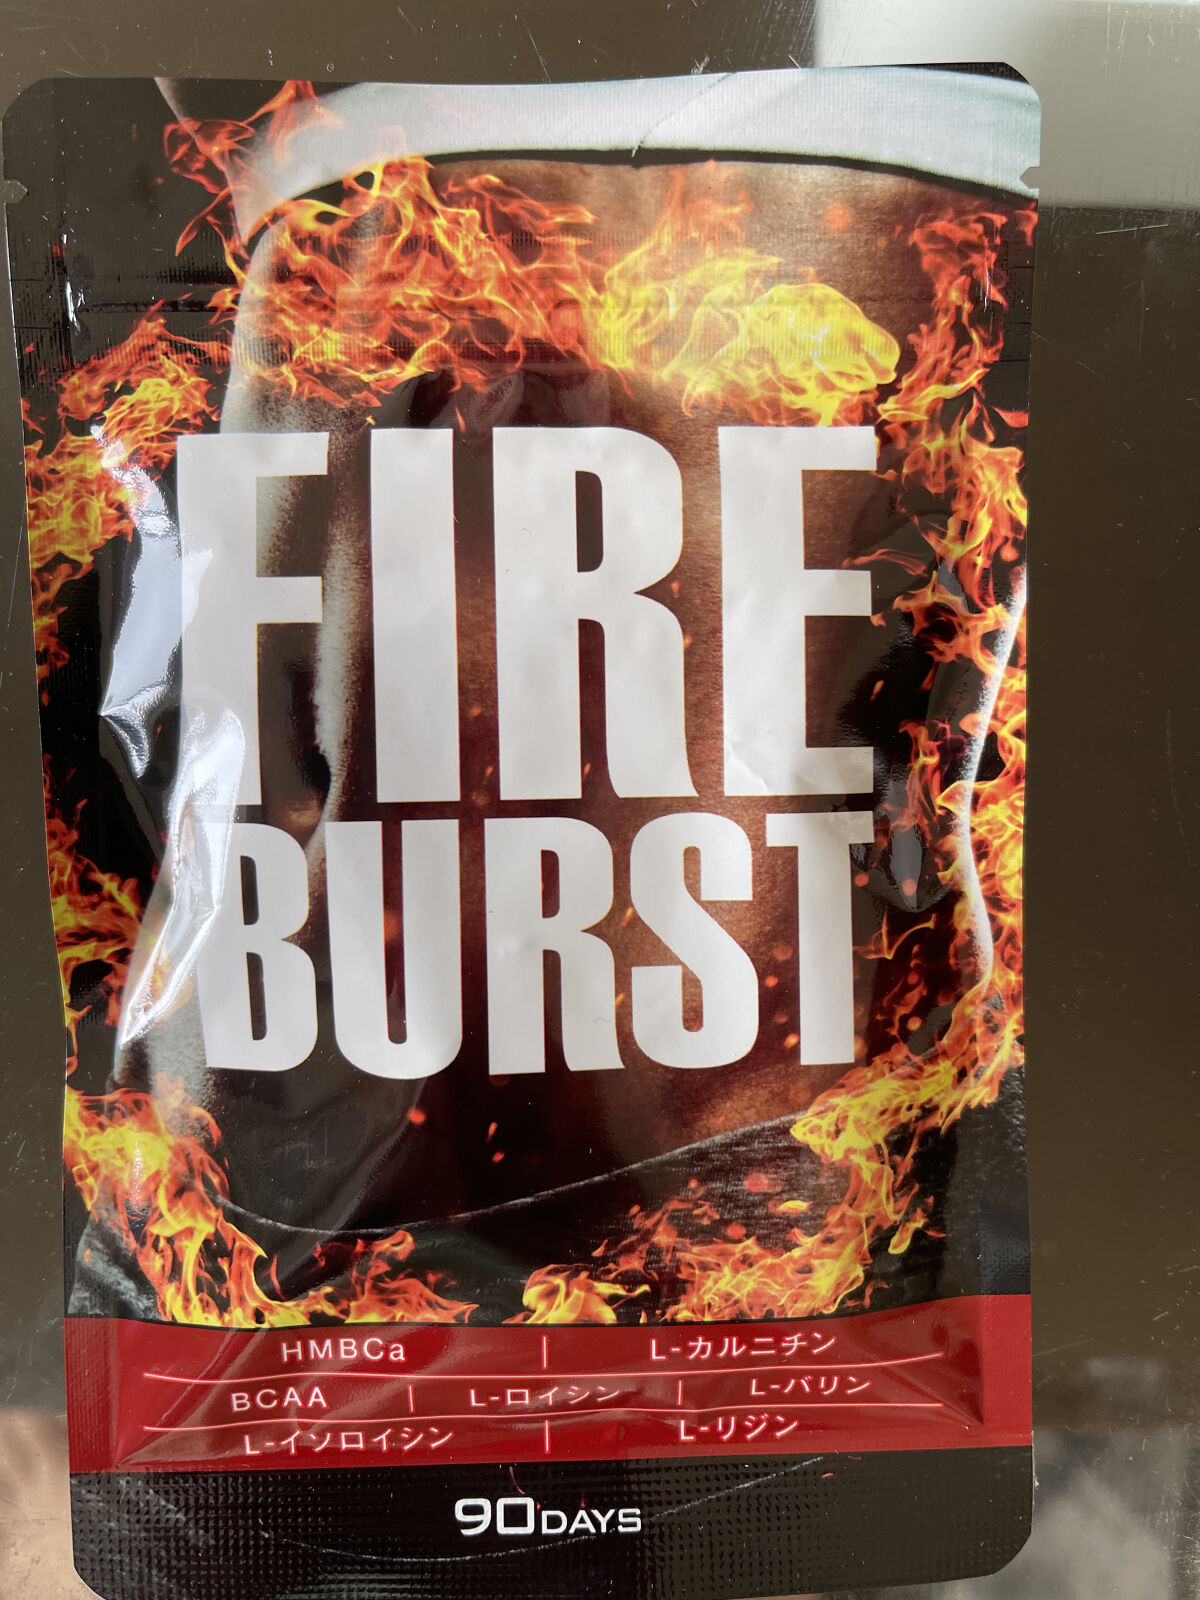 FIRE
BURST
HMBCa | L-カルニチン
BCAA | L-ロイシン | L-バリン
L-イソロイシン | L-リジン
90DAYS